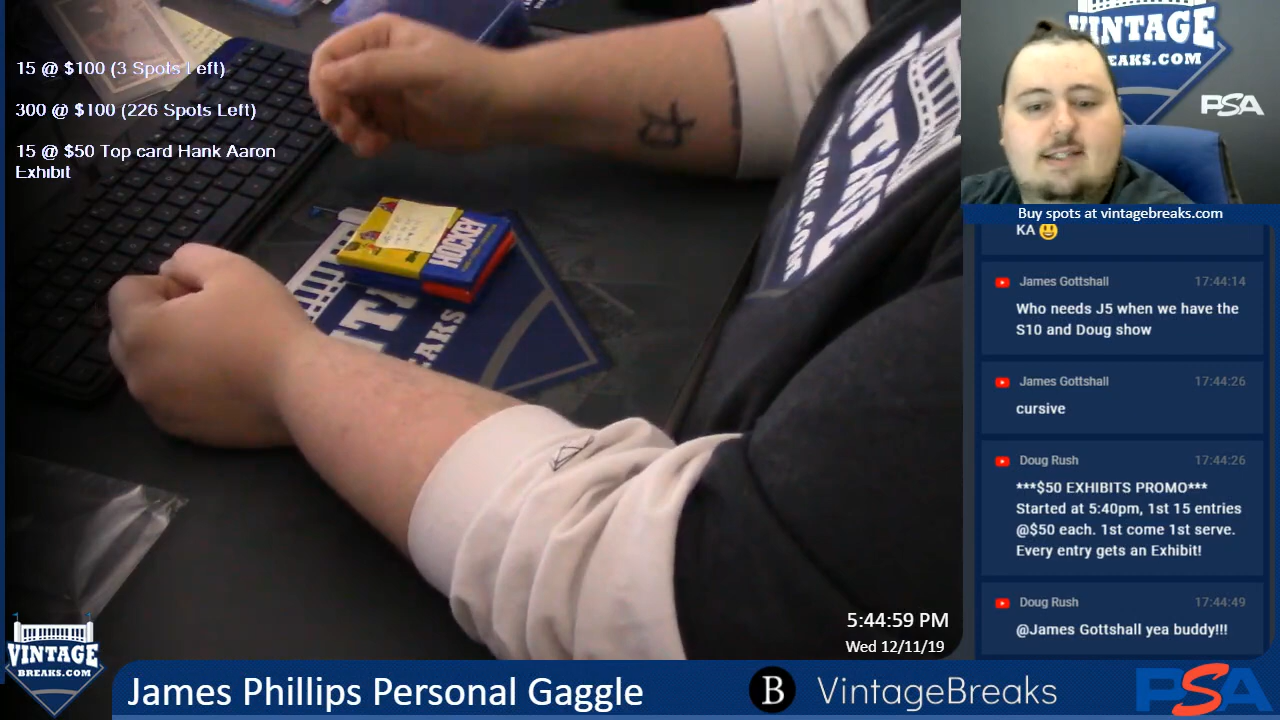 15 @ $100 (3 Spots Left)
300 @ $100 (226 Spots Left)
15 @ $50 Top card Hank Aaron
Exhibit
HOCKEY
VINTAGE
EAKS.COM
PSA
Buy spots at vintagebreaks.com
KA 😃
James Gottshall 17:44:14
Who needs J5 when we have the
S10 and Doug show
James Gottshall 17:44:26
cursive
Doug Rush 17:44:26
***$50 EXHIBITS PROMO***
Started at 5:40pm, 1st 15 entries
@$50 each. 1st come 1st serve.
Every entry gets an Exhibit!
Doug Rush 17:44:49
@James Gottshall yea buddy!!!
5:44:59 PM
Wed 12/11/19
VINTAGE
BREAKS.COM
James Phillips Personal Gaggle
B VintageBreaks
PSA